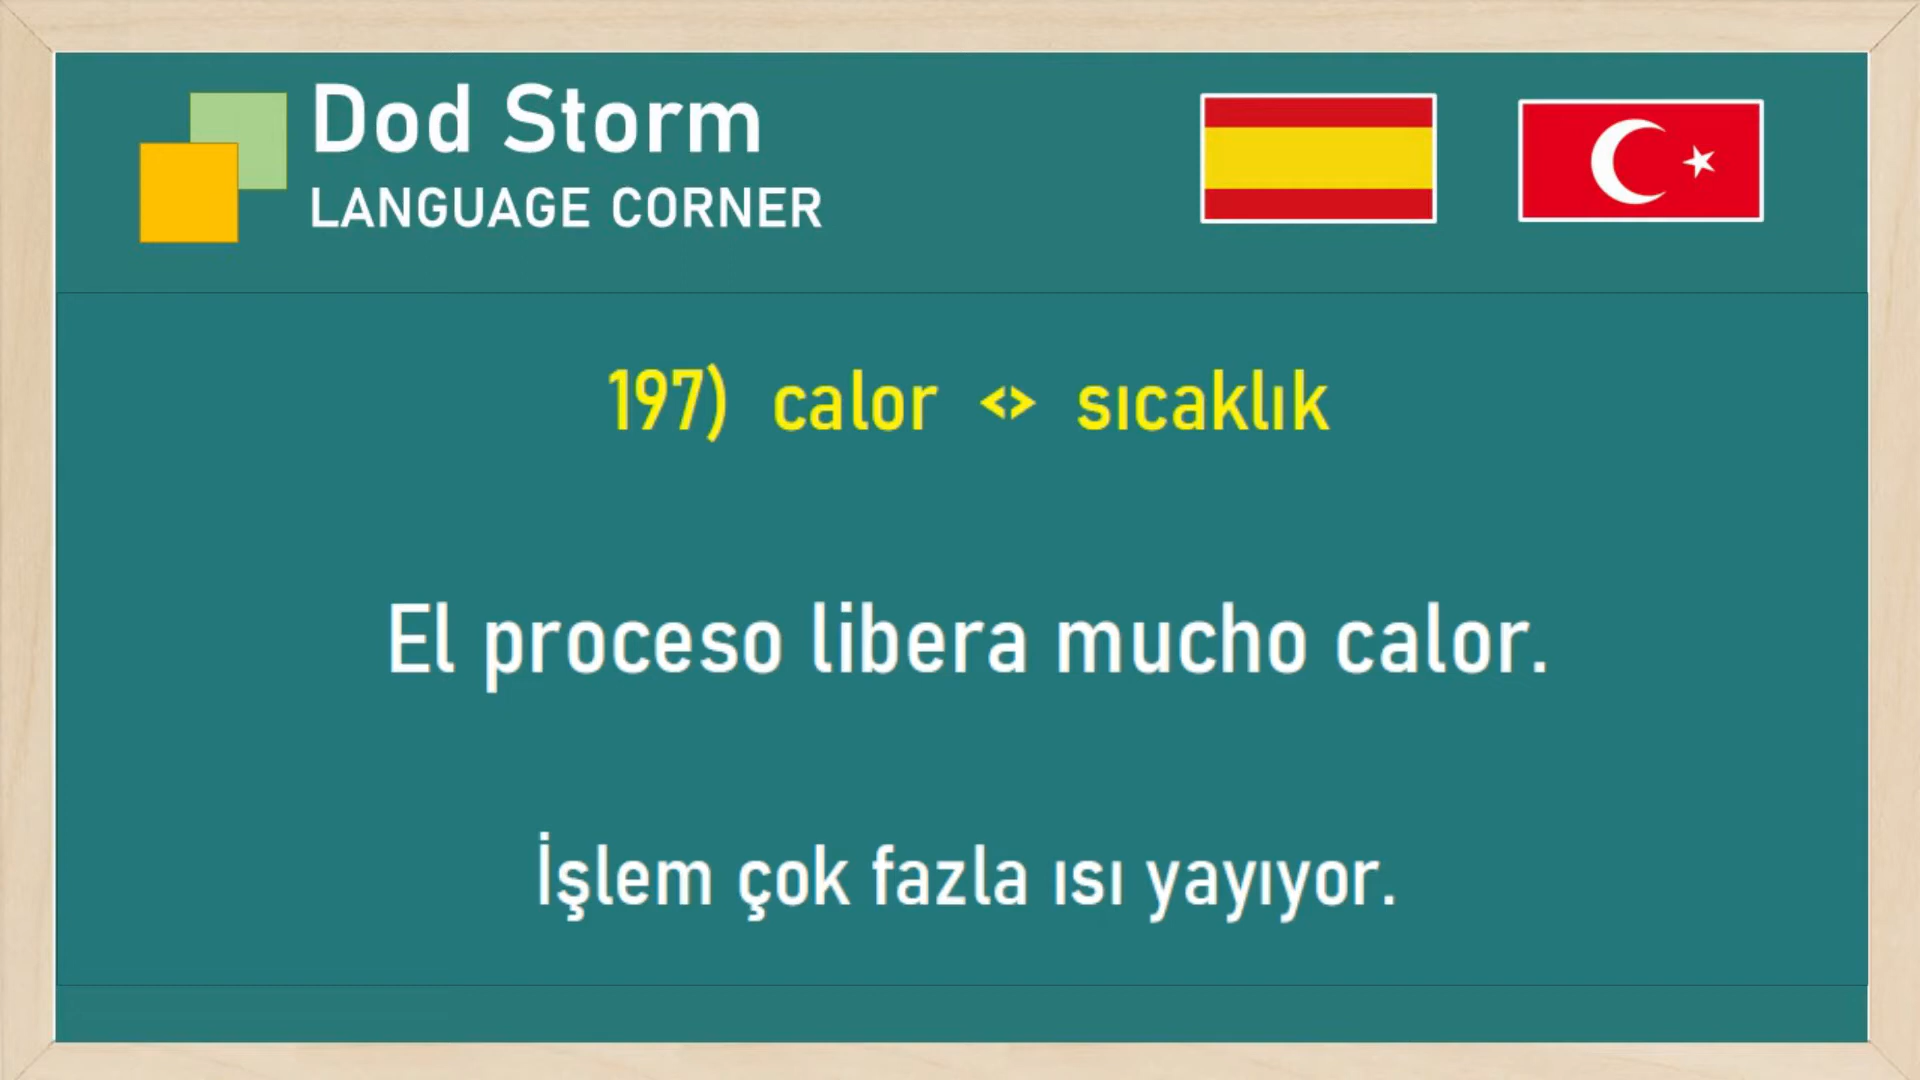 Dod Storm
LANGUAGE CORNER
197) calor <> sıcaklık
El proceso libera mucho calor.
İşlem çok fazla ısı yayıyor.